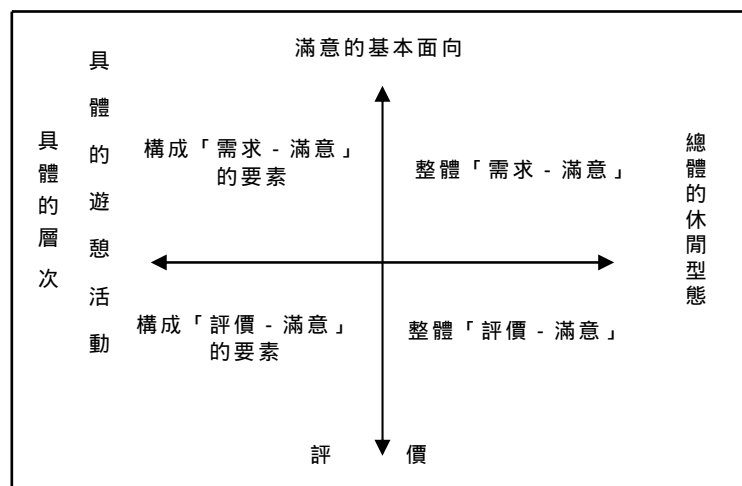 滿意的基本面向
具體的層次
具體的遊憩活動
構成「需求 - 滿意」
的要素
整體「需求 - 滿意」
總體的休閒型態
構成「評價 - 滿意」
的要素
整體「評價 - 滿意」
評 價